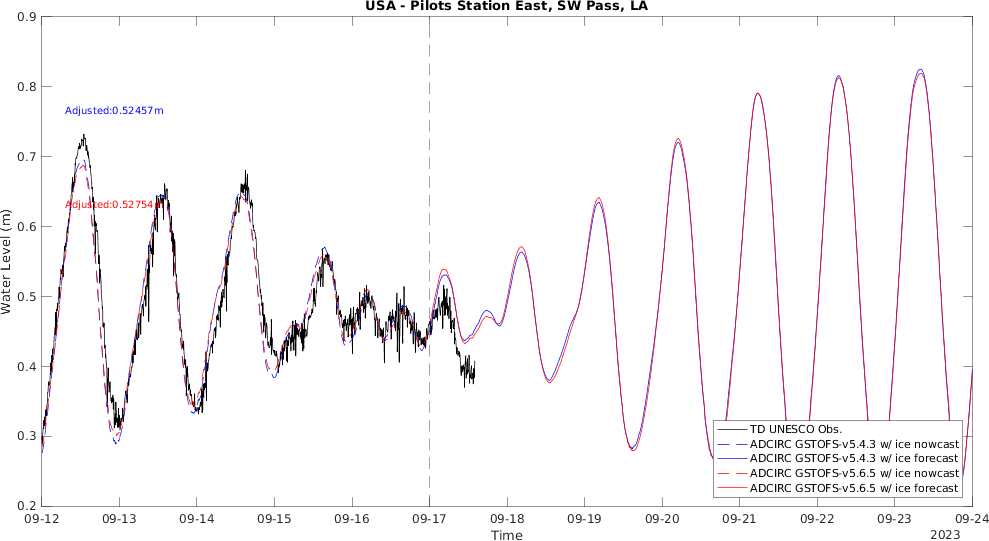 USA - Pilots Station East, SW Pass, LA
0.9
0.8
0.7
0.6
0.5
0.4
0.3
0.2
Water Level (m)
Adjusted:0.52457m
Adjusted:0.52754m
TD UNESCO Obs.
ADCIRC GSTOFS-v5.4.3 w/ ice nowcast
ADCIRC GSTOFS-v5.4.3 w/ ice forecast
ADCIRC GSTOFS-v5.6.5 w/ ice nowcast
ADCIRC GSTOFS-v5.6.5 w/ ice forecast
09-12 09-13 09-14 09-15 09-16 09-17 09-18 09-19 09-20 09-21 09-22 09-23 09-24
Time
2023